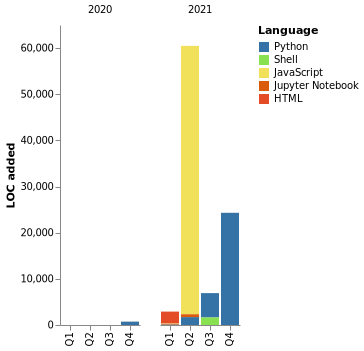 2020 2021
Language
Python
Shell
JavaScript
Jupyter Notebook
HTML
LOC added
60,000
50,000
40,000
30,000
20,000
10,000
0
Q1 Q2 Q3 Q4 Q1 Q2 Q3 Q4